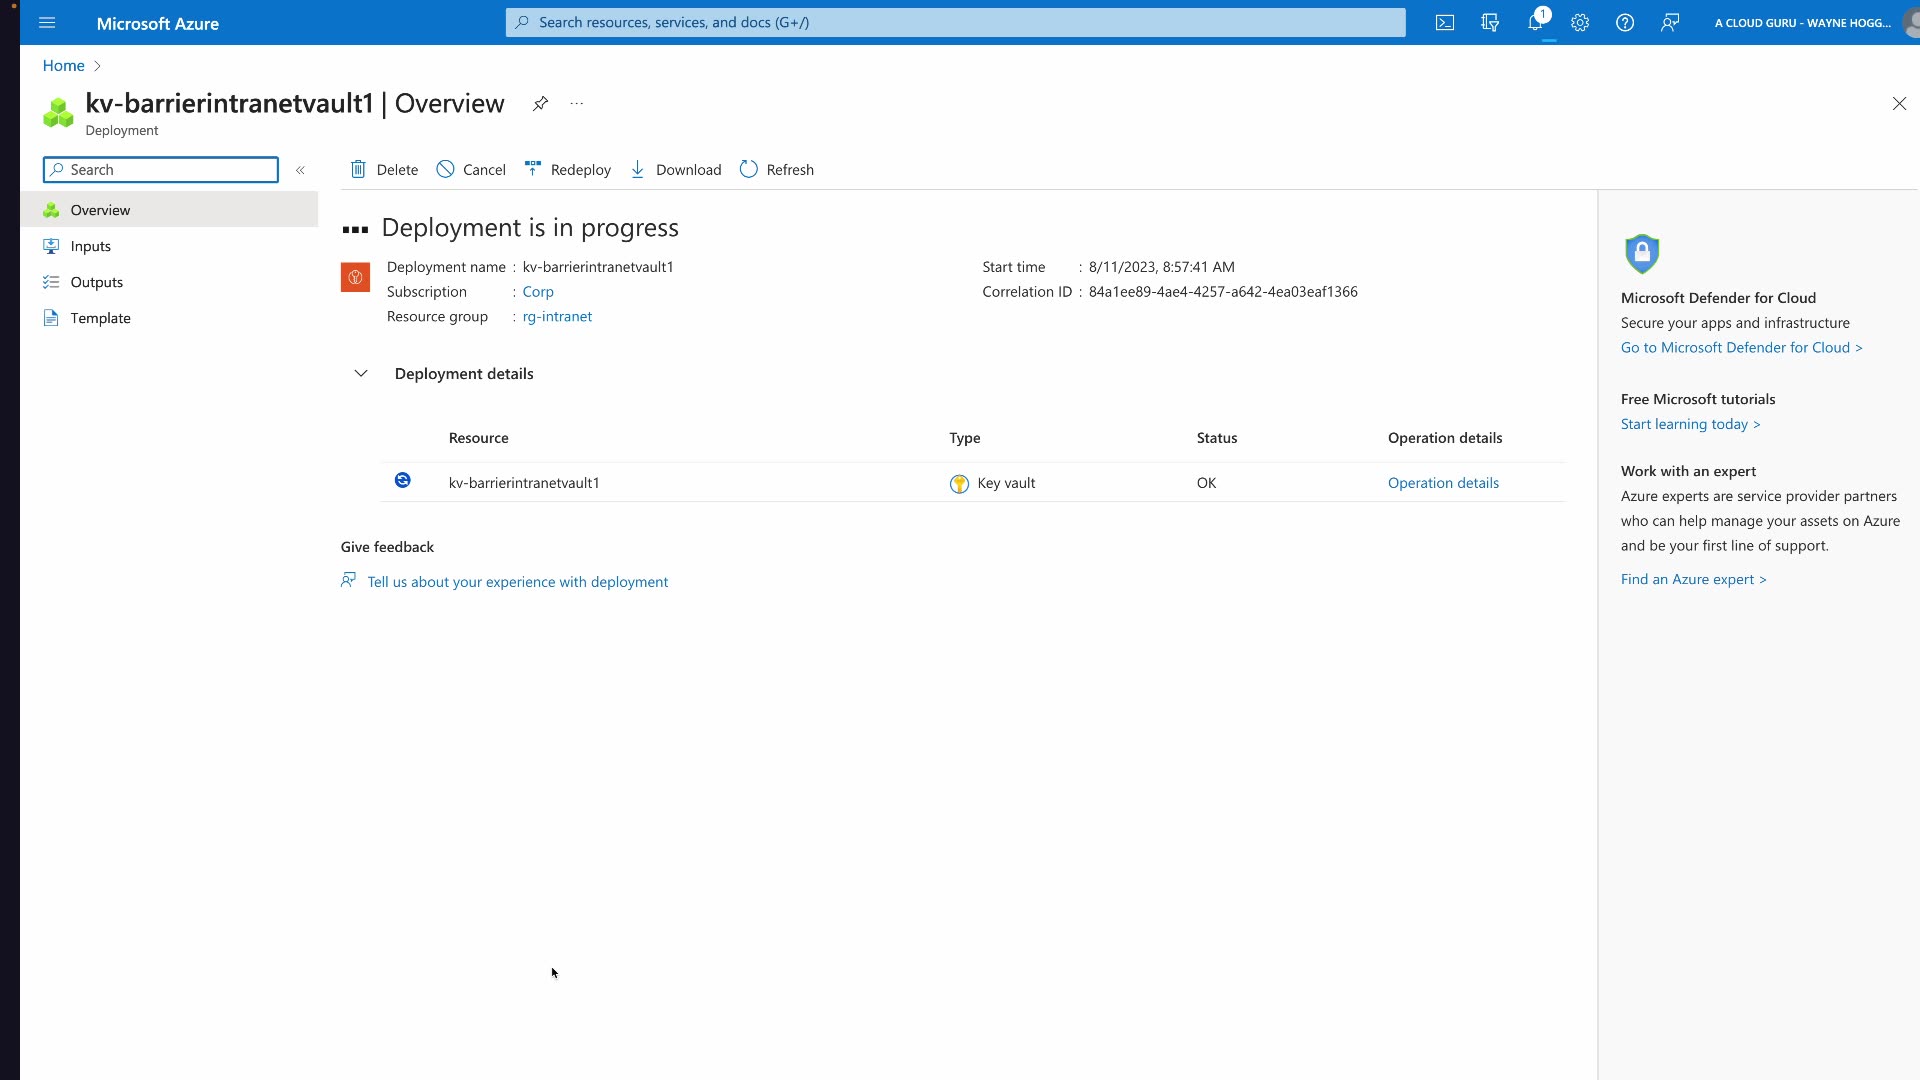 Microsoft Azure
Search resources, services, and docs (G+/)
1
A CLOUD GURU - WAYNE HOGG...
Home >
kv-barrierintranetvault1 | Overview
Deployment
Search
Overview
Inputs
Outputs
Template
Delete
Cancel
Redeploy
Download
Refresh
Deployment is in progress
Deployment name : kv-barrierintranetvault1
Subscription : Corp
Resource group : rg-intranet
Start time : 8/11/2023, 8:57:41 AM
Correlation ID : 84a1ee89-4ae4-4257-a642-4ea03eaf1366
Deployment details
Resource Type Status Operation details
kv-barrierintranetvault1 Key vault OK Operation details
Give feedback
Tell us about your experience with deployment
Microsoft Defender for Cloud
Secure your apps and infrastructure
Go to Microsoft Defender for Cloud >
Free Microsoft tutorials
Start learning today >
Work with an expert
Azure experts are service provider partners
who can help manage your assets on Azure
and be your first line of support.
Find an Azure expert >